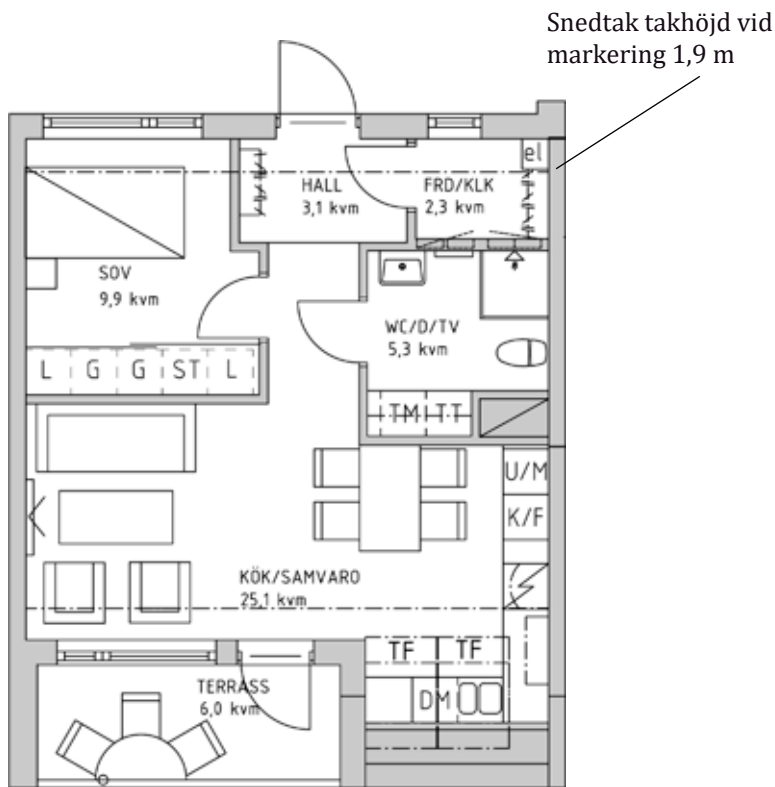 Snedtak takhöjd vid
markering 1,9 m
el
HALL
3,1 kvm
FRD/KLK
2,3 kvm
SOV
9,9 kvm
WC/D/TV
5,3 kvm
L G G ST L
TM TT
U/M
K/F
KÖK/SAMVARO
25,1 kvm
TF TF
TERRASS
6,0 kvm
DM